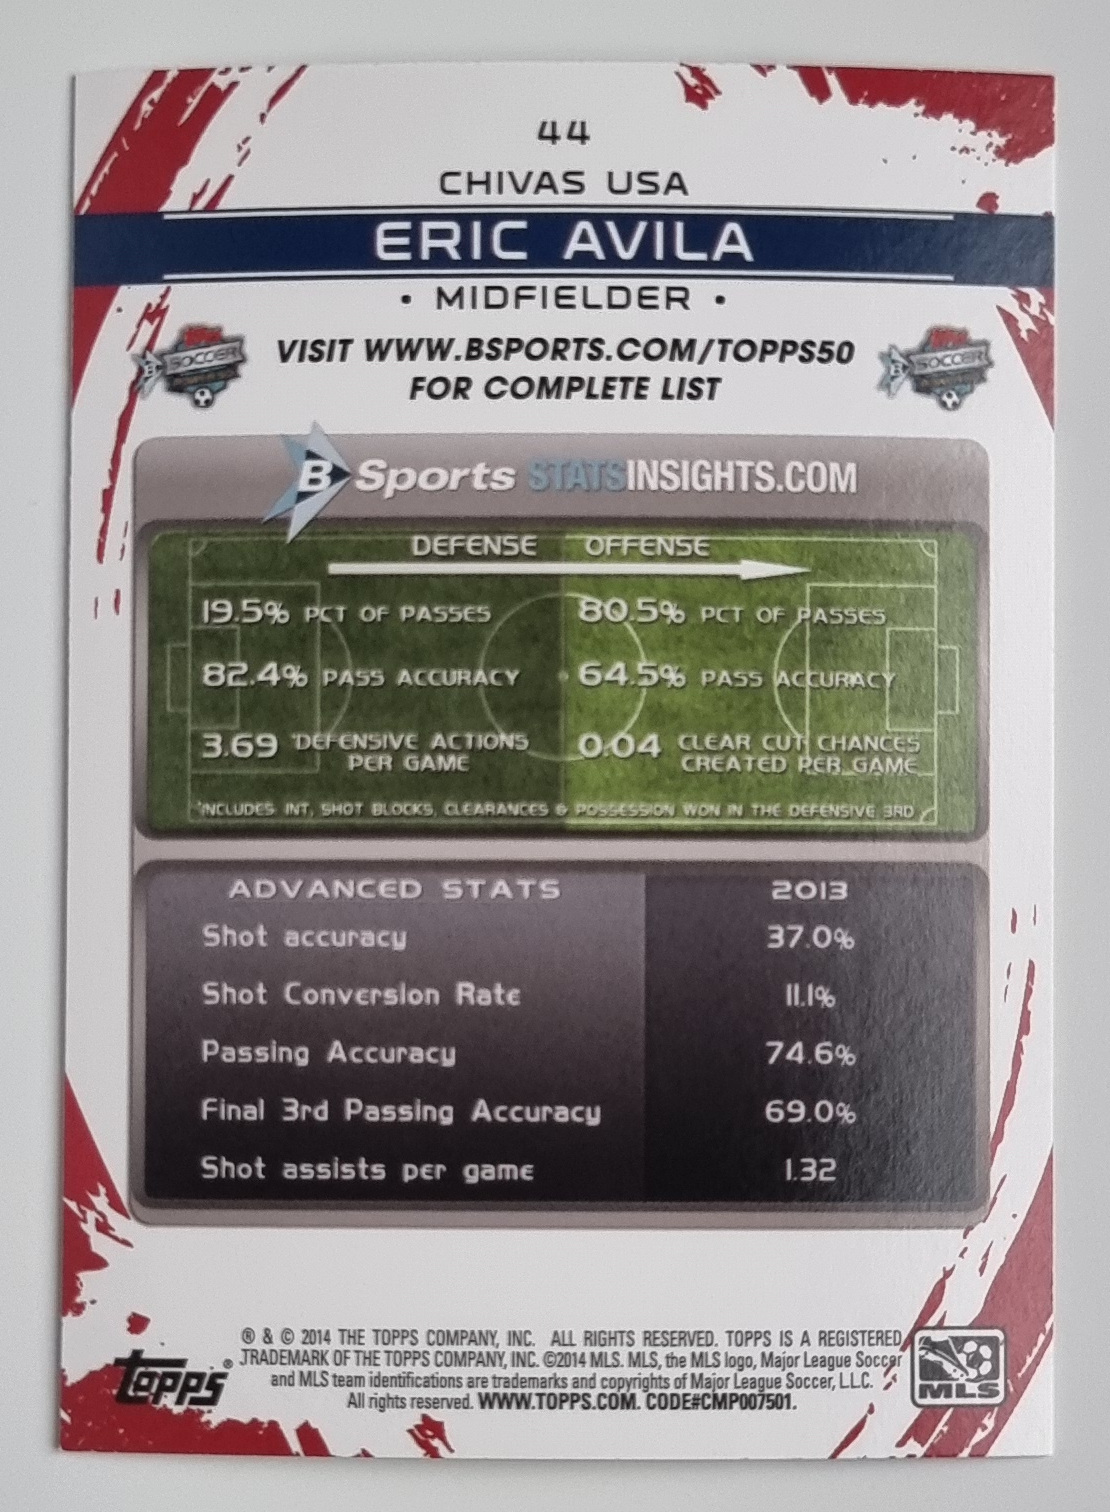 44
CHIVAS USA
ERIC AVILA
• MIDFIELDER •
SOCCER
VISIT WWW.BSPORTS.COM/TOPPS50
SOCCER
FOR COMPLETE LIST
B Sports STATSINSIGHTS.COM
DEFENSE OFFENSE
19.5% PCT OF PASSES 80.5% PCT OF PASSES
82.4% PASS ACCURACY 64.5% PASS ACCURACY
3.69 *DEFENSIVE ACTIONS 0.04 CLEAR CUT CHANCES
PER GAME CREATED PER GAME
*INCLUDES INT, SHOT BLOCKS, CLEARANCES & POSSESSION WON IN THE DEFENSIVE 3RD
ADVANCED STATS 2013
Shot accuracy 37.0%
Shot Conversion Rate 11.1%
Passing Accuracy 74.6%
Final 3rd Passing Accuracy 69.0%
Shot assists per game 1.32
® & © 2014 THE TOPPS COMPANY, INC. ALL RIGHTS RESERVED. TOPPS IS A REGISTERED
TRADEMARK OF THE TOPPS COMPANY, INC. ©2014 MLS. MLS, the MLS logo, Major League Soccer
and MLS team identifications are trademarks and copyrights of Major League Soccer, L.L.C.
All rights reserved. WWW.TOPPS.COM. CODE#CMP007501.
topps®
MLS